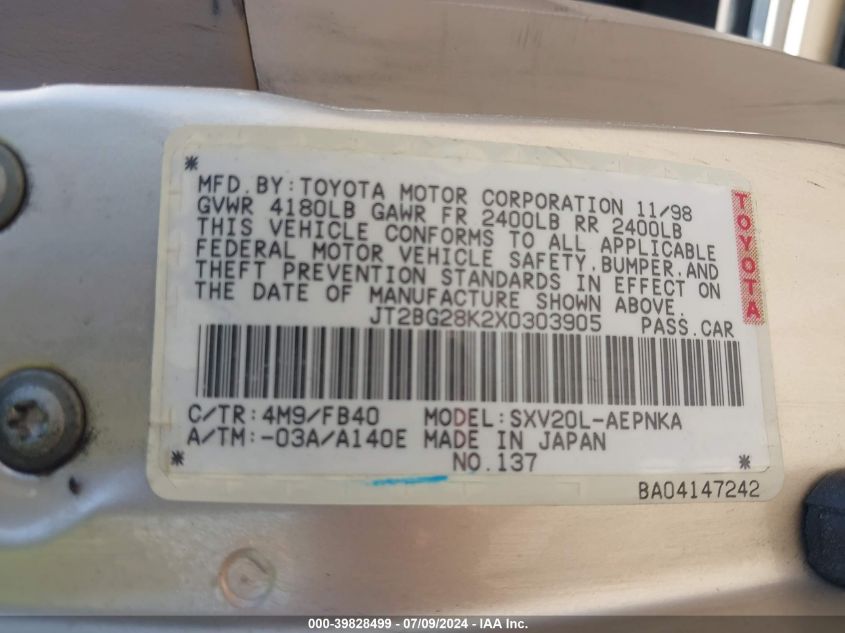 *
MFD.BY:TOYOTA MOTOR CORPORATION 11/98
GVWR 4180LB GAWR FR 2400LB RR 2400LB
THIS VEHICLE CONFORMS TO ALL APPLICABLE
FEDERAL MOTOR VEHICLE SAFETY,BUMPER,AND
THEFT PREVENTION STANDARDS IN EFFECT ON
THE DATE OF MANUFACTURE SHOWN ABOVE.
JT2BG28K2X0303905 PASS.CAR
TOYOTA
C/TR:4M9/FB40 MODEL:SXV20L-AEPNKA
A/TM:-03A/A140E MADE IN JAPAN
* NO.137 *
BA04147242
000-39828499 - 07/09/2024 - IAA Inc.